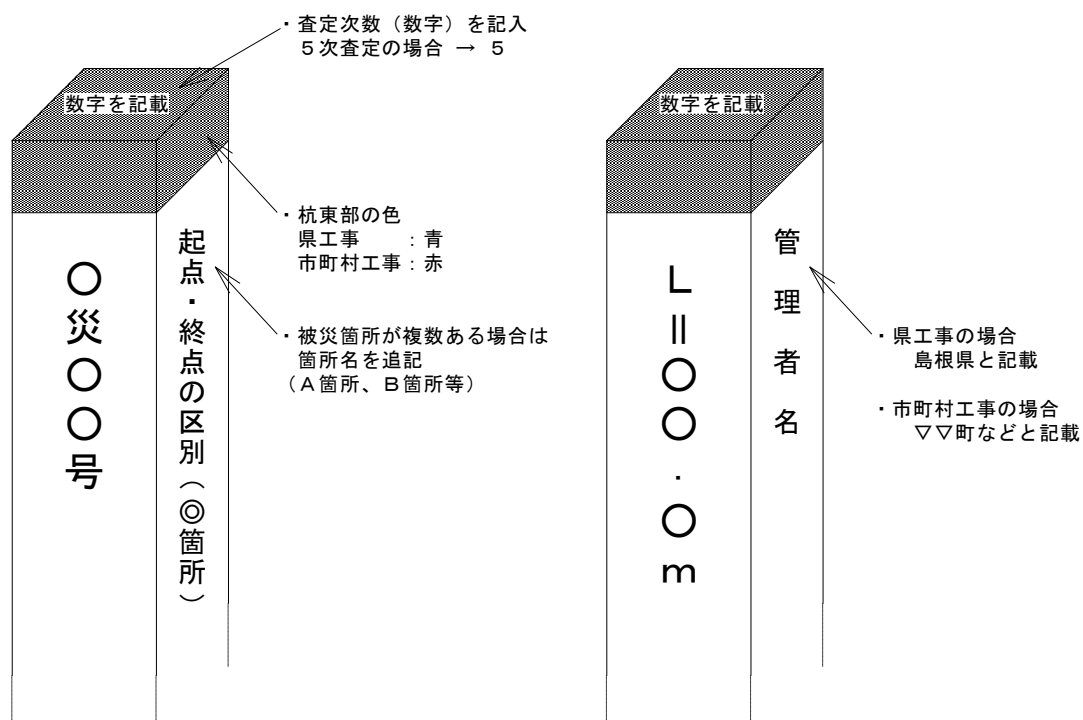 ・査定次数（数字）を記入
５次査定の場合 → ５
数字を記載
・杭東部の色
県工事　　：青
市町村工事：赤
〇災〇〇号
起点・終点の区別（◎箇所）
・被災箇所が複数ある場合は
箇所名を追記
（Ａ箇所、Ｂ箇所等）
数字を記載
Ｌ＝〇〇．〇ｍ
管理者名
・県工事の場合
島根県と記載
・市町村工事の場合
▽▽町などと記載